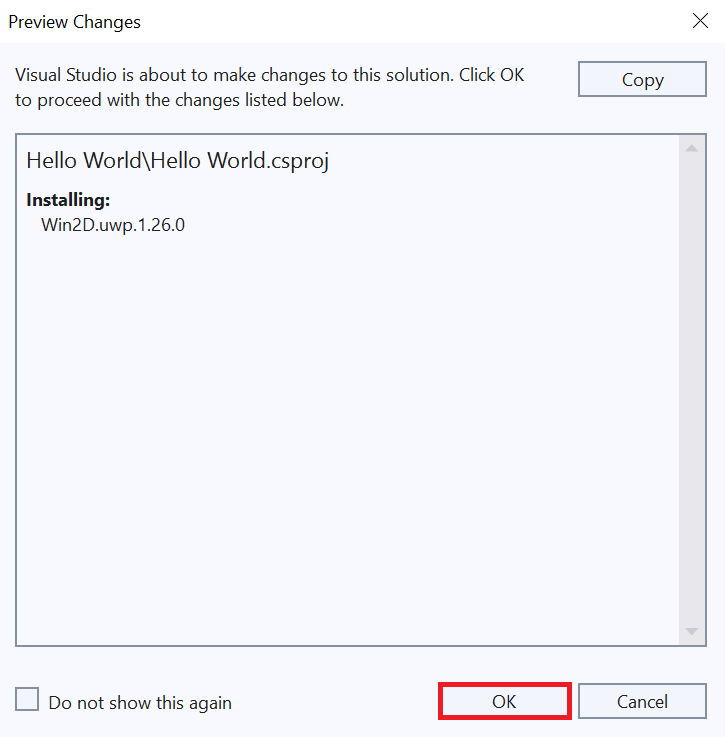 Preview Changes
Visual Studio is about to make changes to this solution. Click OK
to proceed with the changes listed below.
Copy
Hello World\Hello World.csproj
Installing:
Win2D.uwp.1.26.0
Do not show this again
OK
Cancel